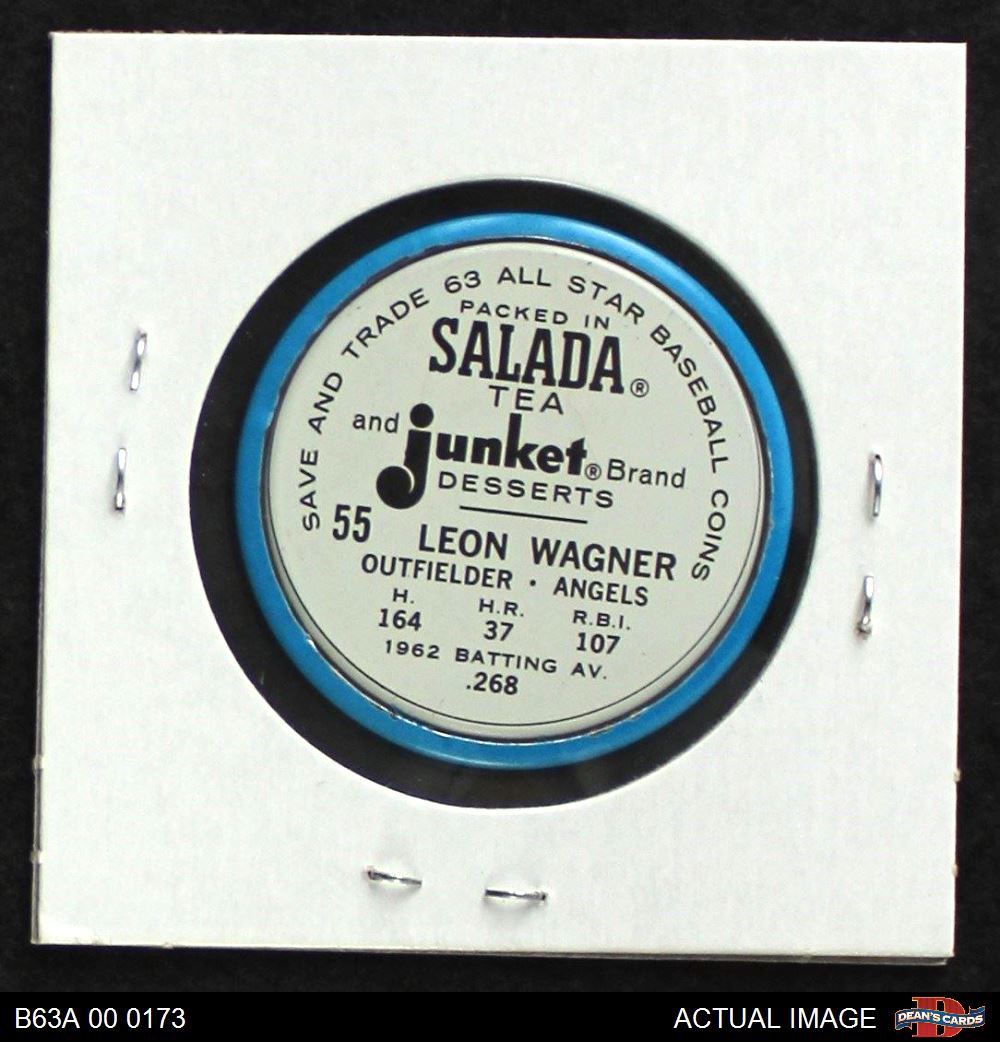 SAVE AND TRADE 63 ALL STAR BASEBALL COINS
PACKED IN
SALADA®
TEA
and junket® Brand
DESSERTS
55 LEON WAGNER
OUTFIELDER · ANGELS
H. H.R. R.B.I.
164 37 107
1962 BATTING AV.
.268
B63A 00 0173
ACTUAL IMAGE
DEAN'S CARDS